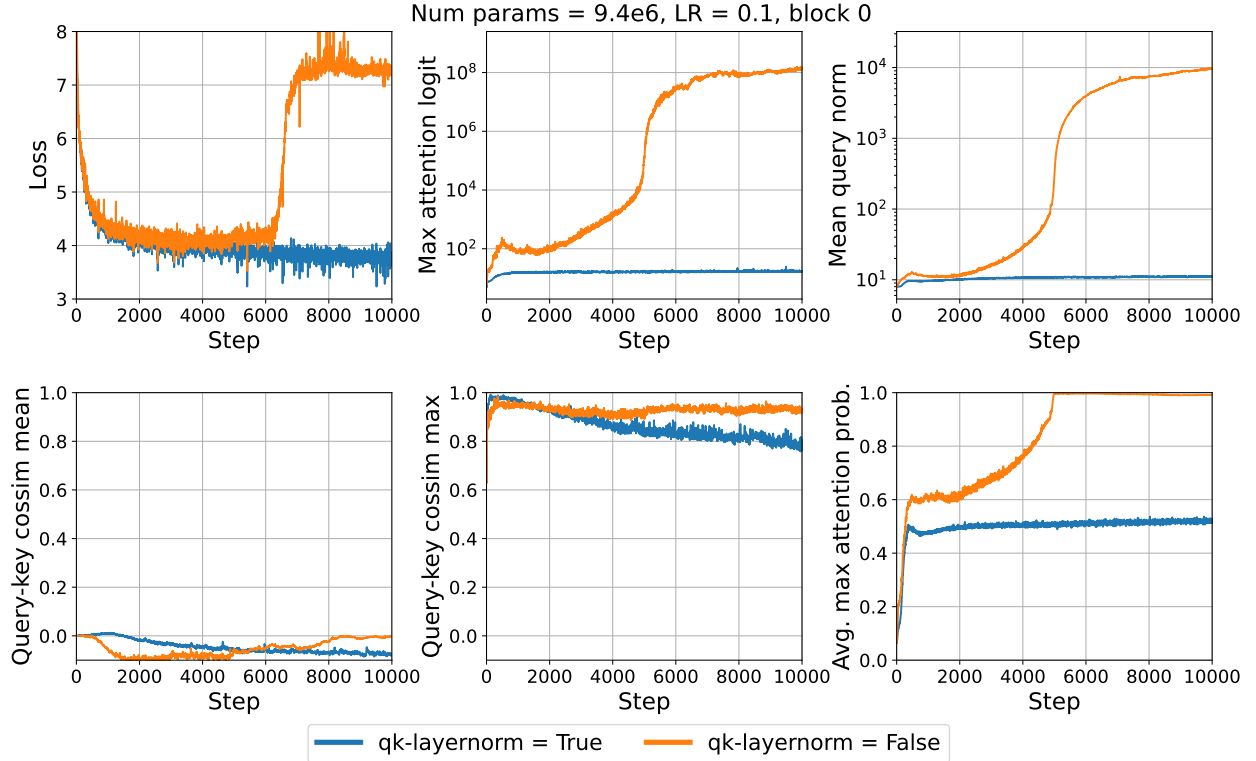 Num params = 9.4e6, LR = 0.1, block 0
Loss
8
7
6
5
4
3
0 2000 4000 6000 8000 10000
Step
Max attention logit
10^8
10^6
10^4
10^2
0 2000 4000 6000 8000 10000
Step
Mean query norm
10^4
10^3
10^2
10^1
0 2000 4000 6000 8000 10000
Step
Query-key cossim mean
1.0
0.8
0.6
0.4
0.2
0.0
0 2000 4000 6000 8000 10000
Step
Query-key cossim max
1.0
0.8
0.6
0.4
0.2
0.0
0 2000 4000 6000 8000 10000
Step
Avg. max attention prob.
1.0
0.8
0.6
0.4
0.2
0.0
0 2000 4000 6000 8000 10000
Step
qk-layernorm = True
qk-layernorm = False